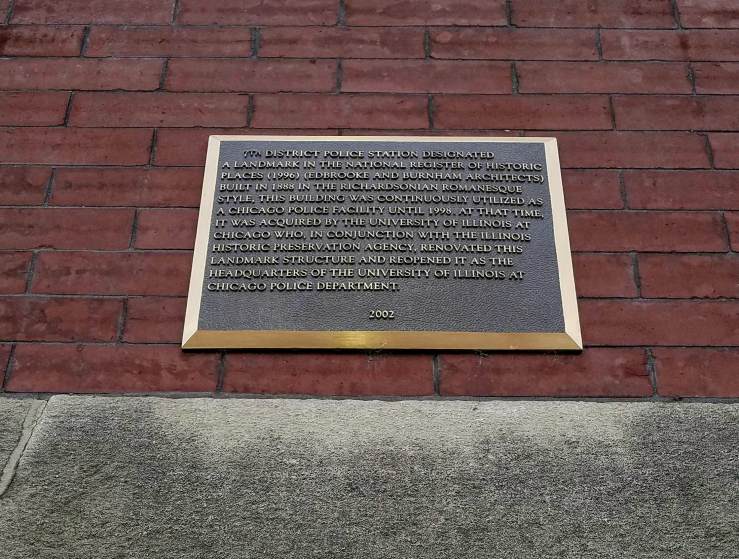 7TH DISTRICT POLICE STATION DESIGNATED
A LANDMARK IN THE NATIONAL REGISTER OF HISTORIC
PLACES (1996) (EDBROOKE AND BURNHAM ARCHITECTS)
BUILT IN 1888 IN THE RICHARDSONIAN ROMANESQUE
STYLE, THIS BUILDING WAS CONTINUOUSLY UTILIZED AS
A CHICAGO POLICE FACILITY UNTIL 1998. AT THAT TIME,
IT WAS ACQUIRED BY THE UNIVERSITY OF ILLINOIS AT
CHICAGO WHO, IN CONJUNCTION WITH THE ILLINOIS
HISTORIC PRESERVATION AGENCY, RENOVATED THIS
LANDMARK STRUCTURE AND REOPENED IT AS THE
HEADQUARTERS OF THE UNIVERSITY OF ILLINOIS AT
CHICAGO POLICE DEPARTMENT.
2002